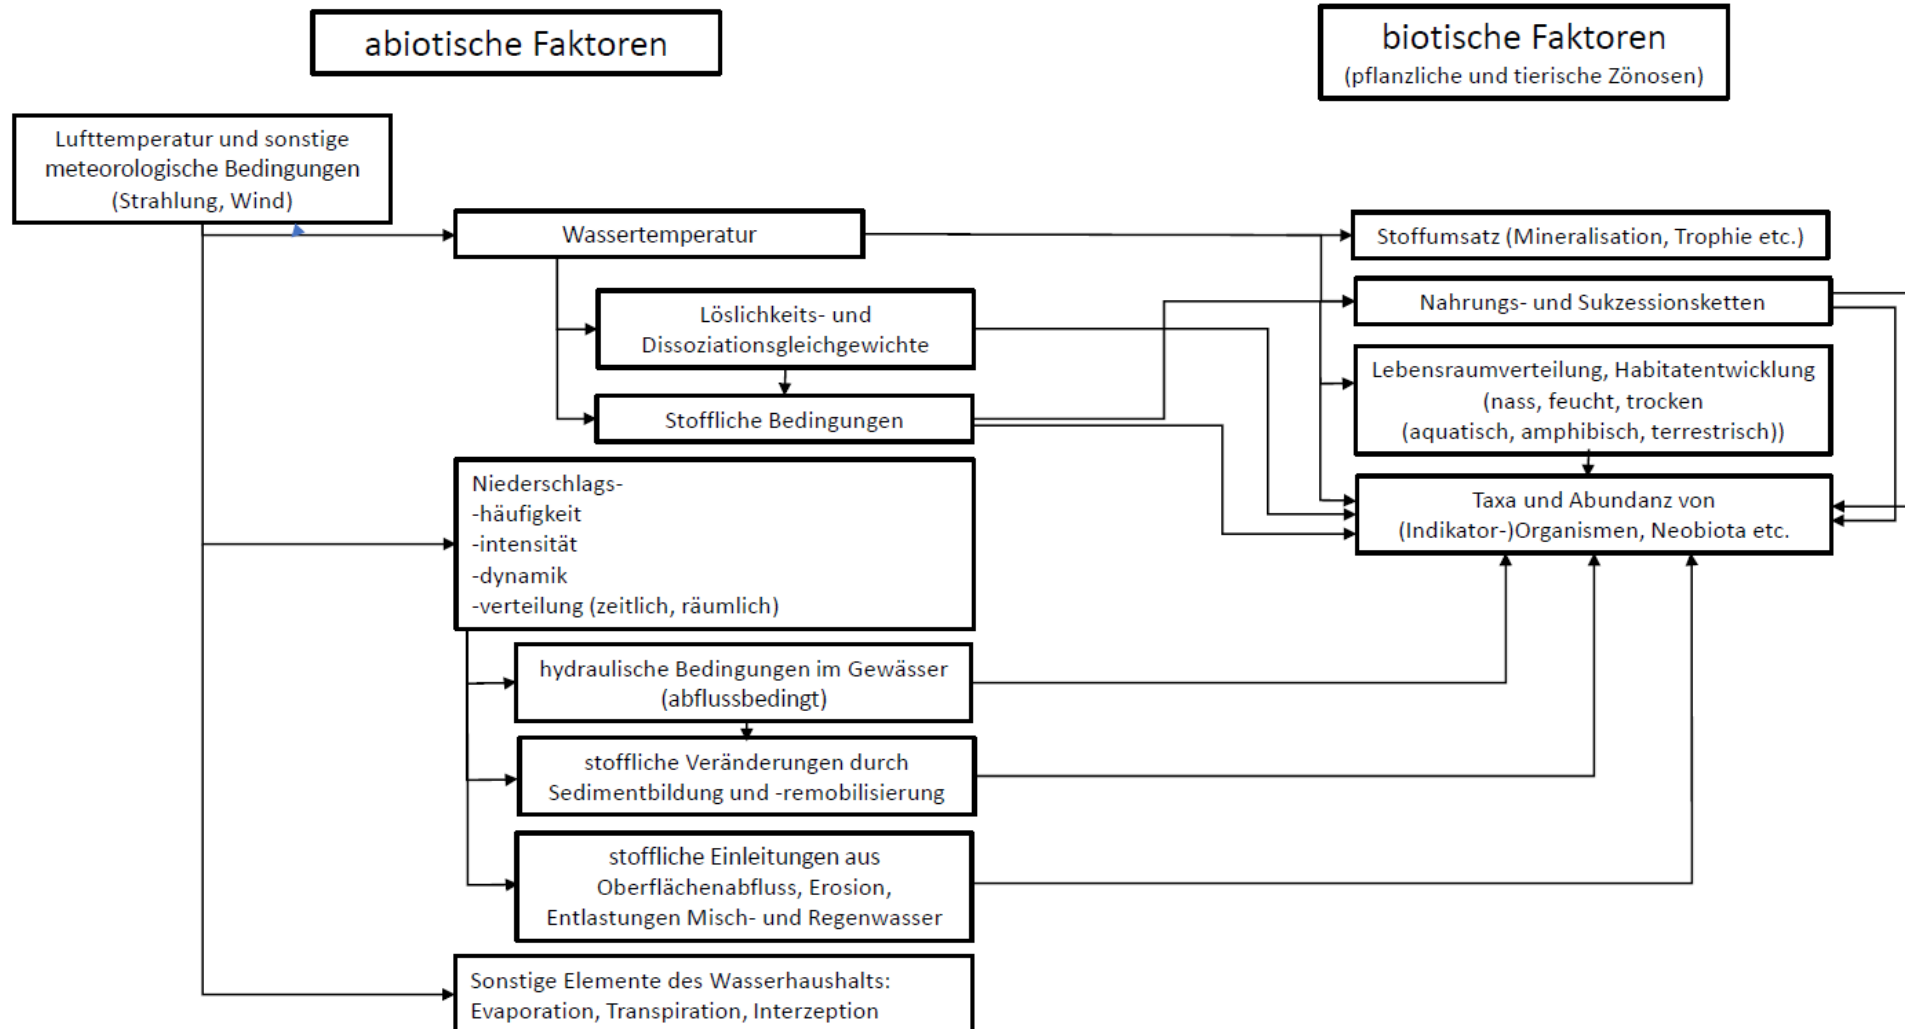 abiotische Faktoren
biotische Faktoren
(pflanzliche und tierische Zönosen)
Lufttemperatur und sonstige
meteorologische Bedingungen
(Strahlung, Wind)
Wassertemperatur
Löslichkeits- und
Dissoziationsgleichgewichte
Stoffliche Bedingungen
Niederschlags-
-häufigkeit
-intensität
-dynamik
-verteilung (zeitlich, räumlich)
hydraulische Bedingungen im Gewässer
(abflussbedingt)
stoffliche Veränderungen durch
Sedimentbildung und -remobilisierung
stoffliche Einleitungen aus
Oberflächenabfluss, Erosion,
Entlastungen Misch- und Regenwasser
Sonstige Elemente des Wasserhaushalts:
Evaporation, Transpiration, Interzeption
Stoffumsatz (Mineralisation, Trophie etc.)
Nahrungs- und Sukzessionsketten
Lebensraumverteilung, Habitatentwicklung
(nass, feucht, trocken
(aquatisch, amphibisch, terrestrisch))
Taxa und Abundanz von
(Indikator-)Organismen, Neobiota etc.